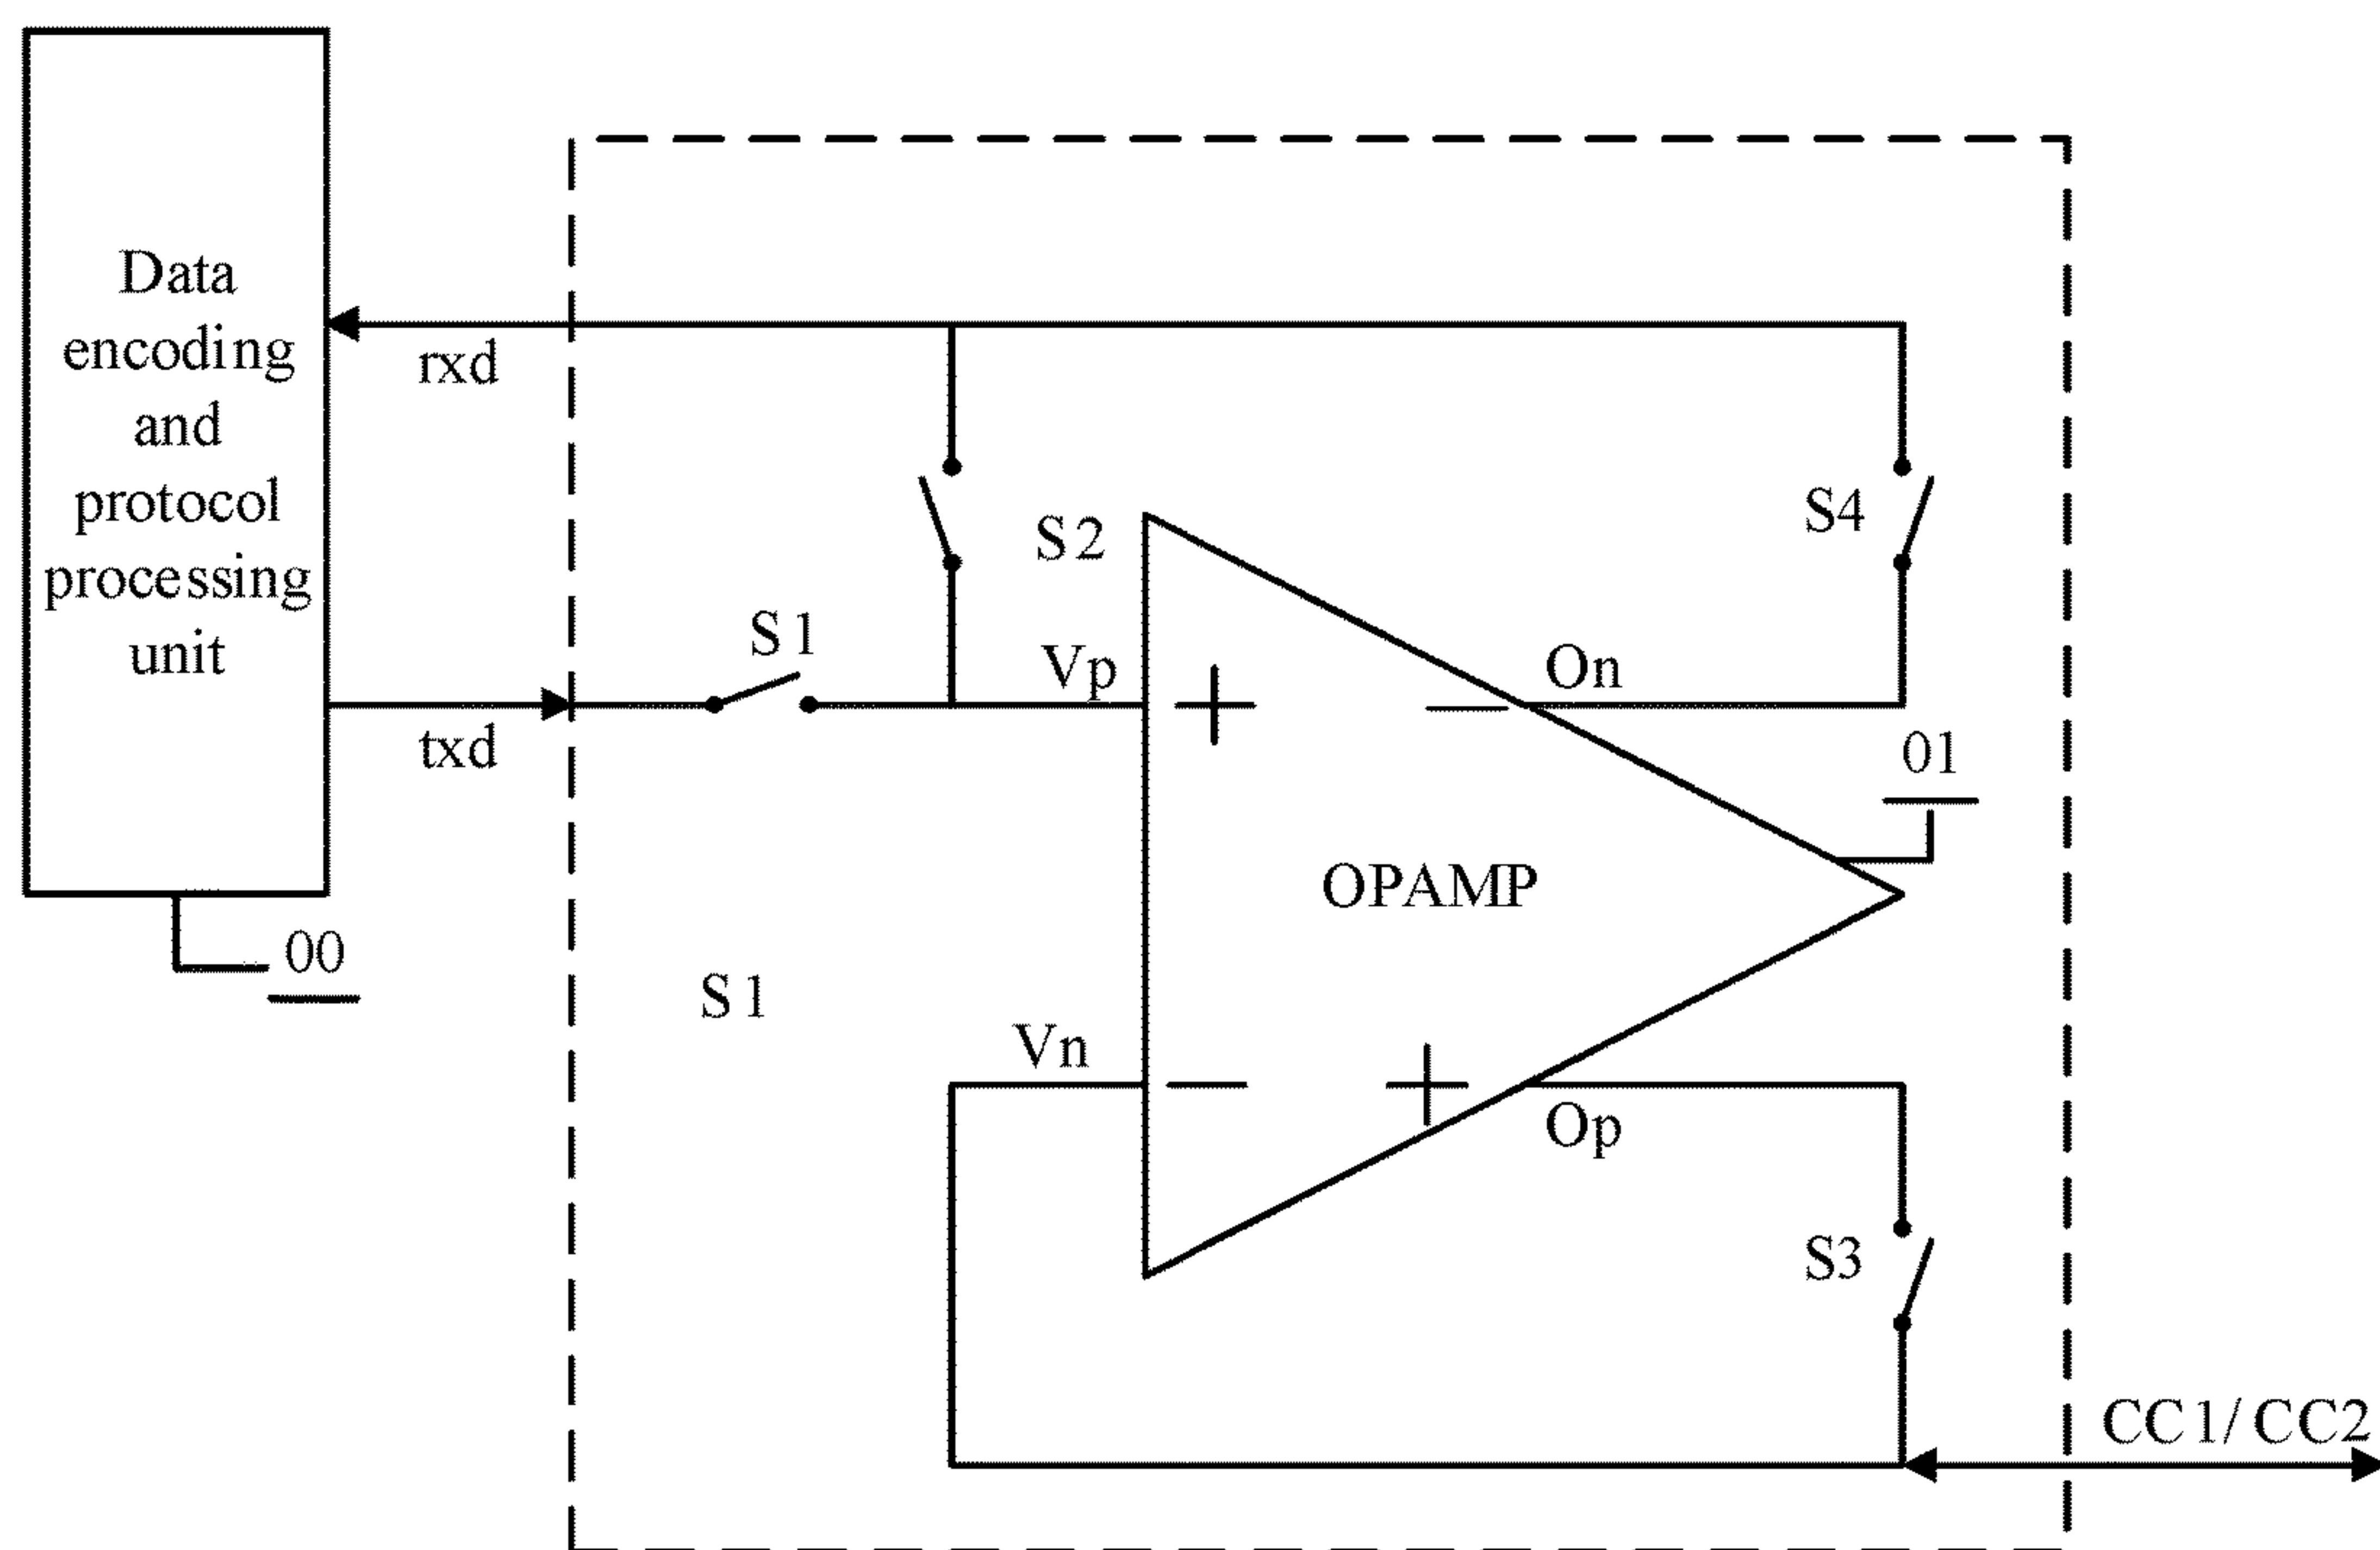 Data
encoding
and
protocol
processing
unit
rxd
txd
00
S1
S2
Vp
S4
On
01
OPAMP
S1
Vn
Op
S3
CC1/CC2